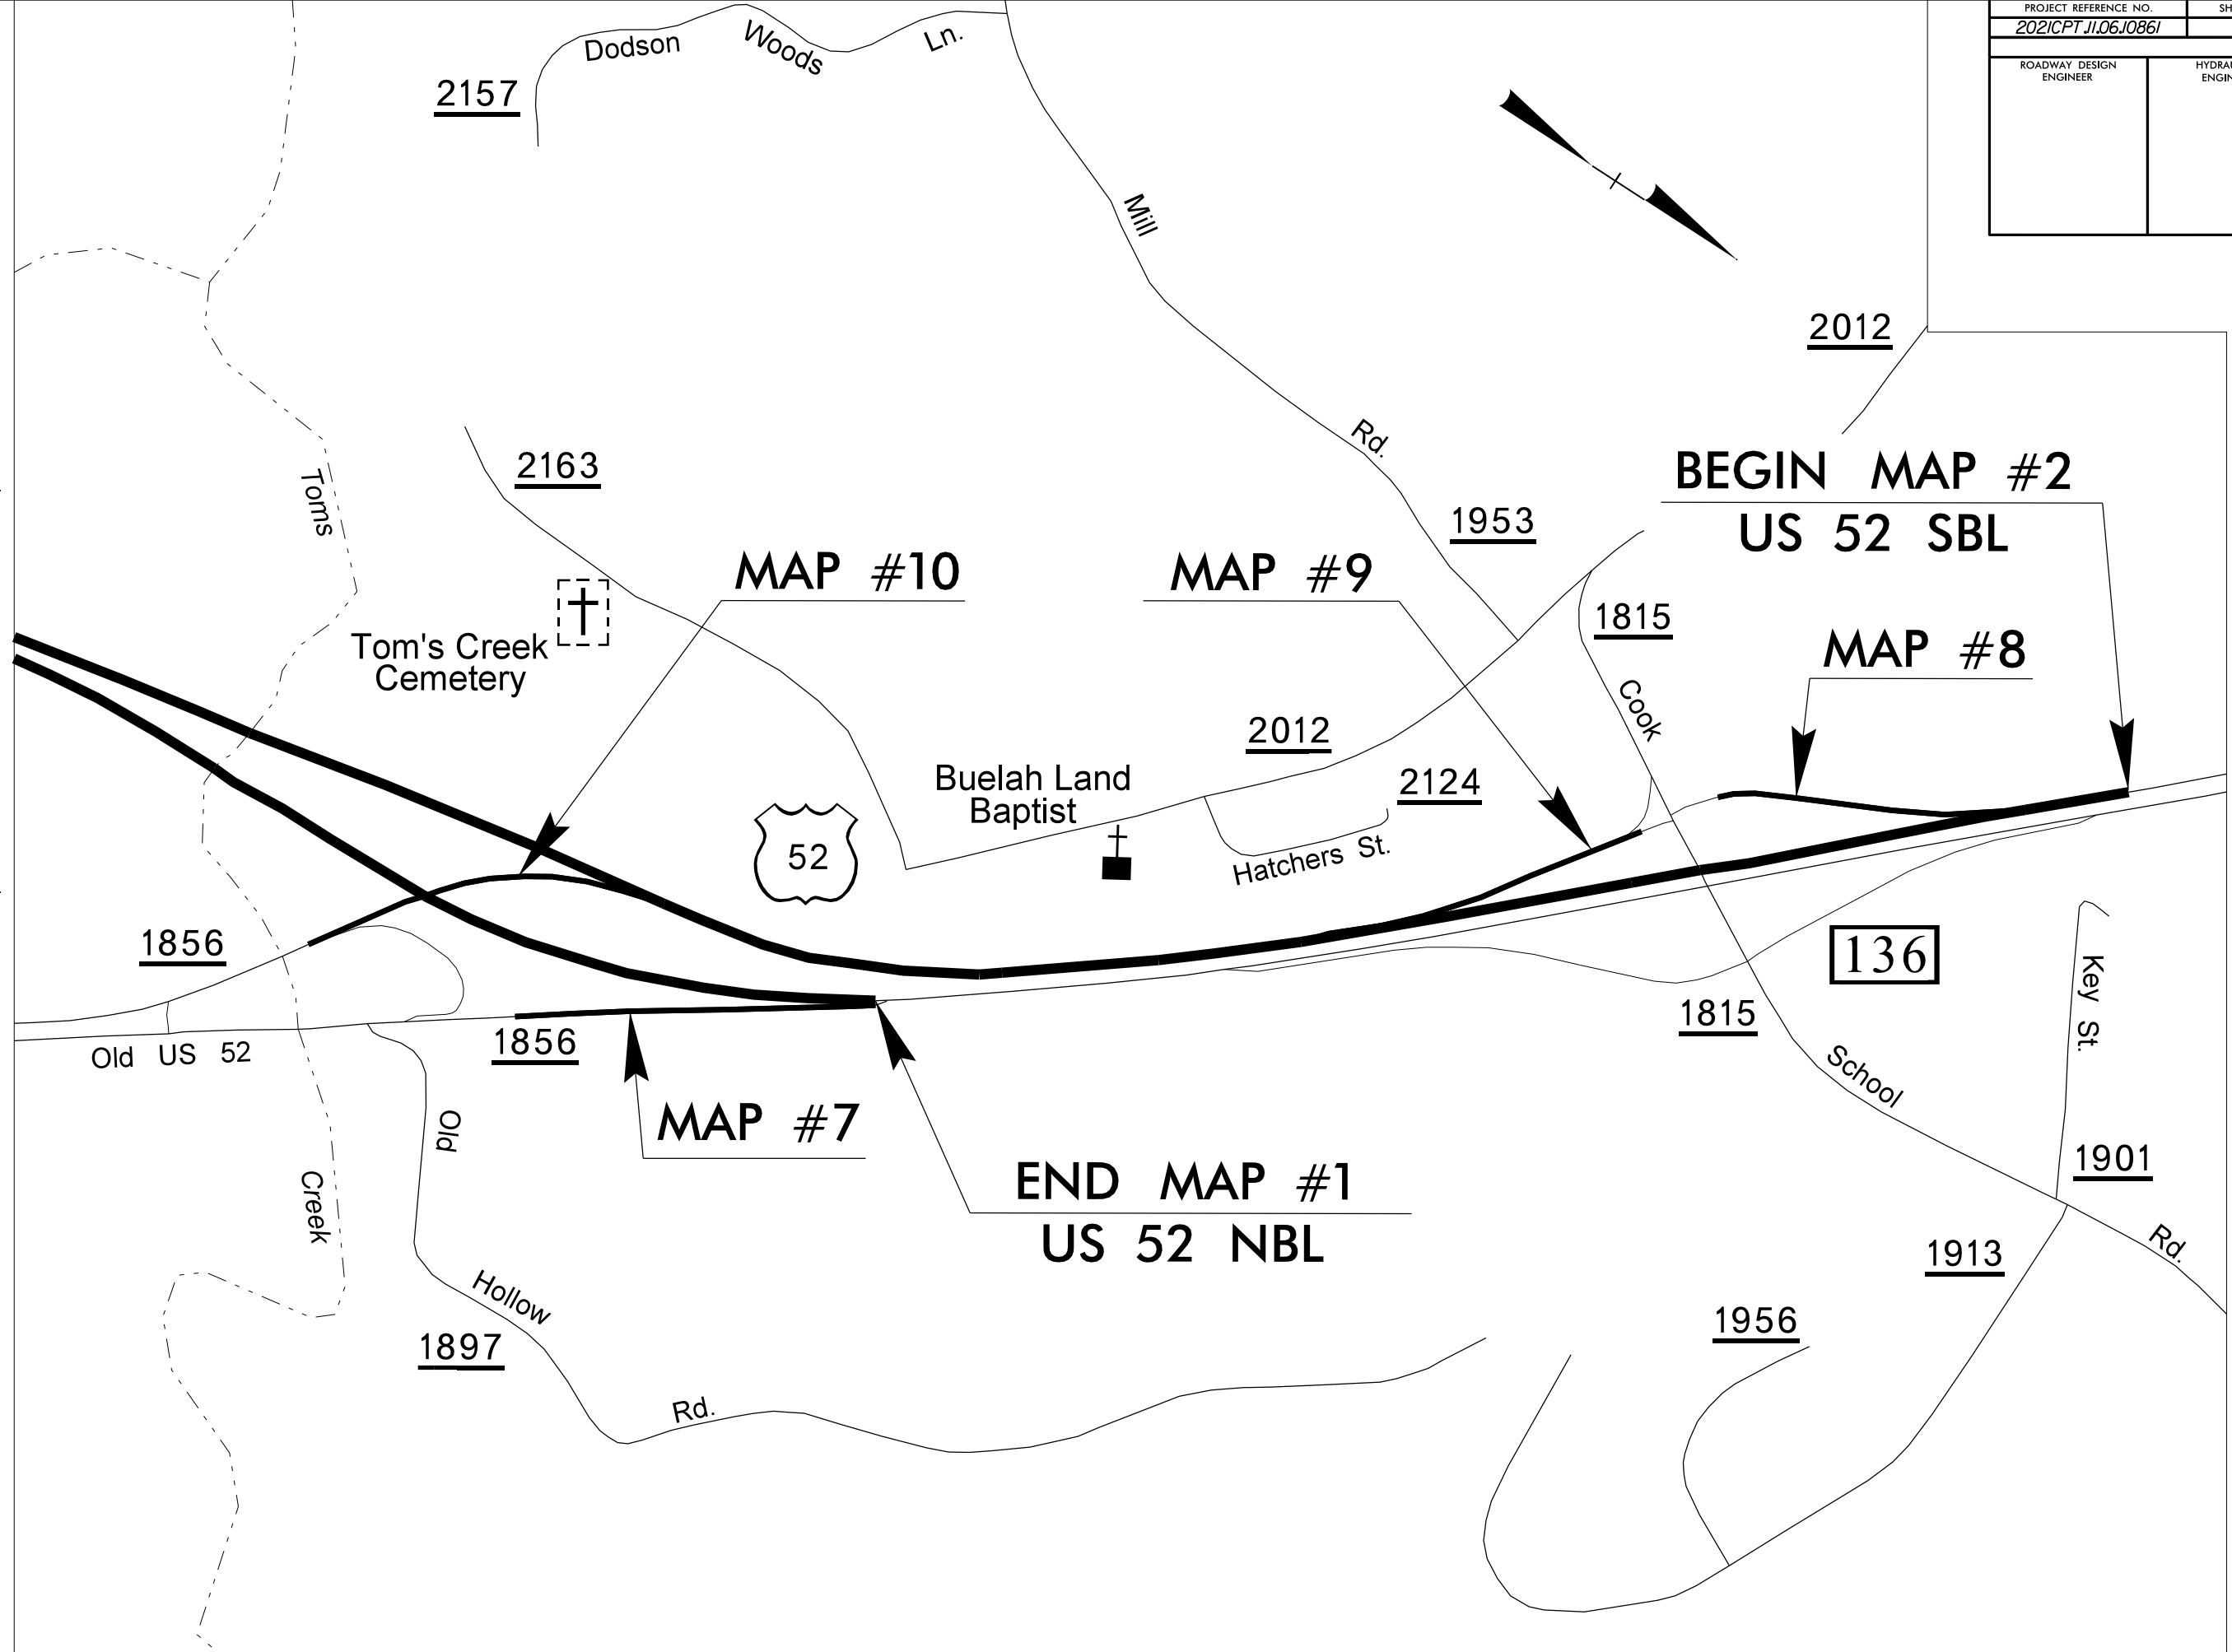 PROJECT REFERENCE NO.
SH
2021CPT.11.06.10861
ROADWAY DESIGN
ENGINEER
HYDRAU
ENGIN
Dodson Woods Ln.
2157
Mill
2012
Rd.
2163
Toms
BEGIN MAP #2
US 52 SBL
1953
MAP #10
MAP #9
1815
MAP #8
Tom's Creek
Cemetery
Cook
2012
Buelah Land
Baptist
2124
Hatchers St.
52
1856
136
Key St.
1815
Old US 52
1856
School
MAP #7
Old
END MAP #1
US 52 NBL
1901
Creek
Rd.
1913
Hollow
1956
1897
Rd.